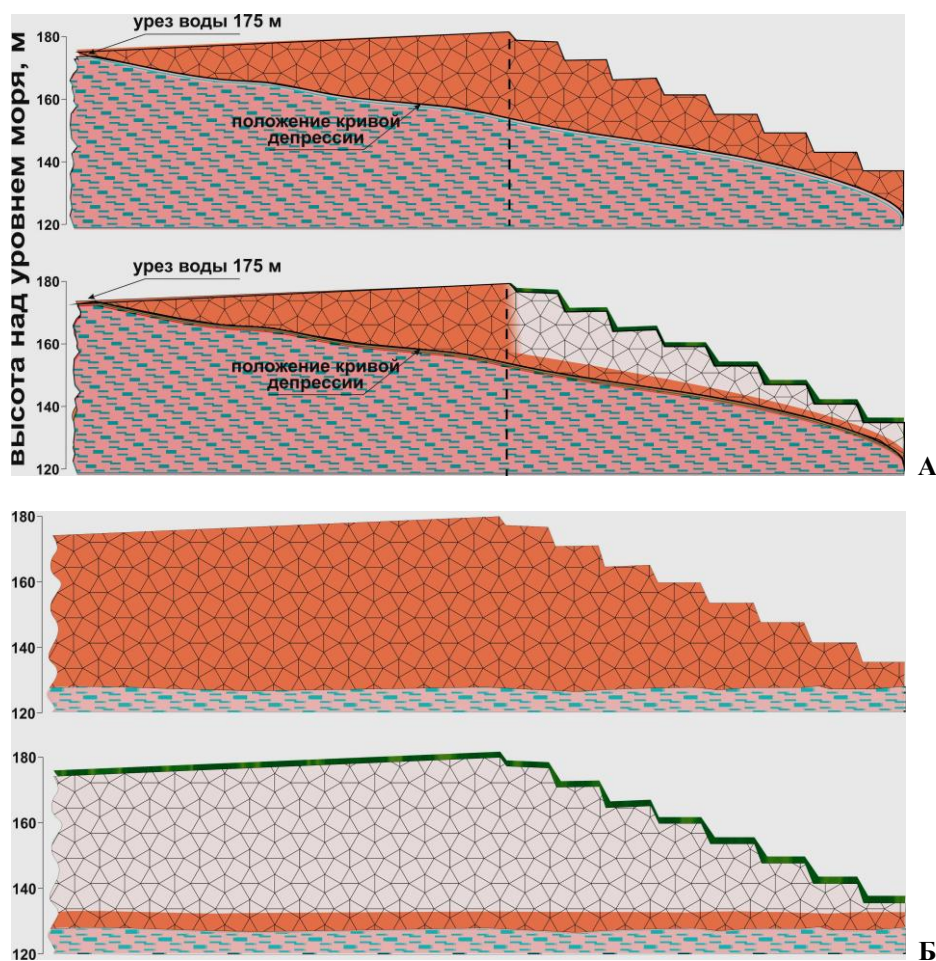 высота над уровнем моря, м
урез воды 175 м
180
160
положение кривой
депрессии
140
120
урез воды 175 м
180
160
положение кривой
депрессии
140
120
А
180
160
140
120
180
160
140
120
Б